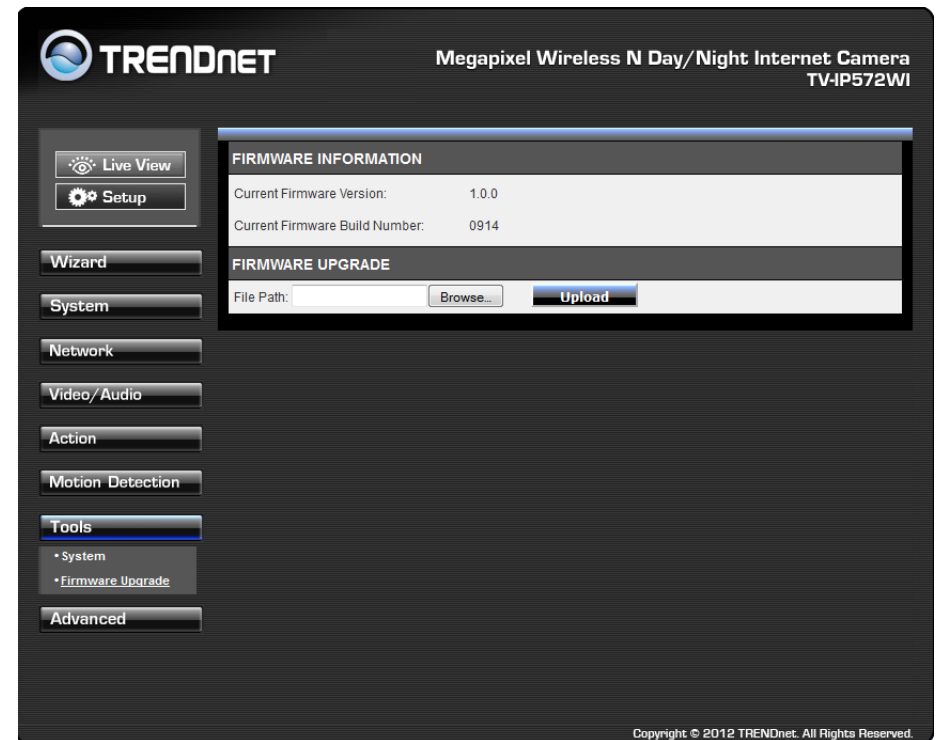 TRENDNET
Megapixel Wireless N Day/Night Internet Camera
TV-IP572WI
Live View
Setup
Wizard
System
Network
Video/Audio
Action
Motion Detection
Tools
• System
• Firmware Upgrade
Advanced
FIRMWARE INFORMATION
Current Firmware Version: 1.0.0
Current Firmware Build Number: 0914
FIRMWARE UPGRADE
File Path: Browse... Upload
Copyright © 2012 TRENDnet. All Rights Reserved.